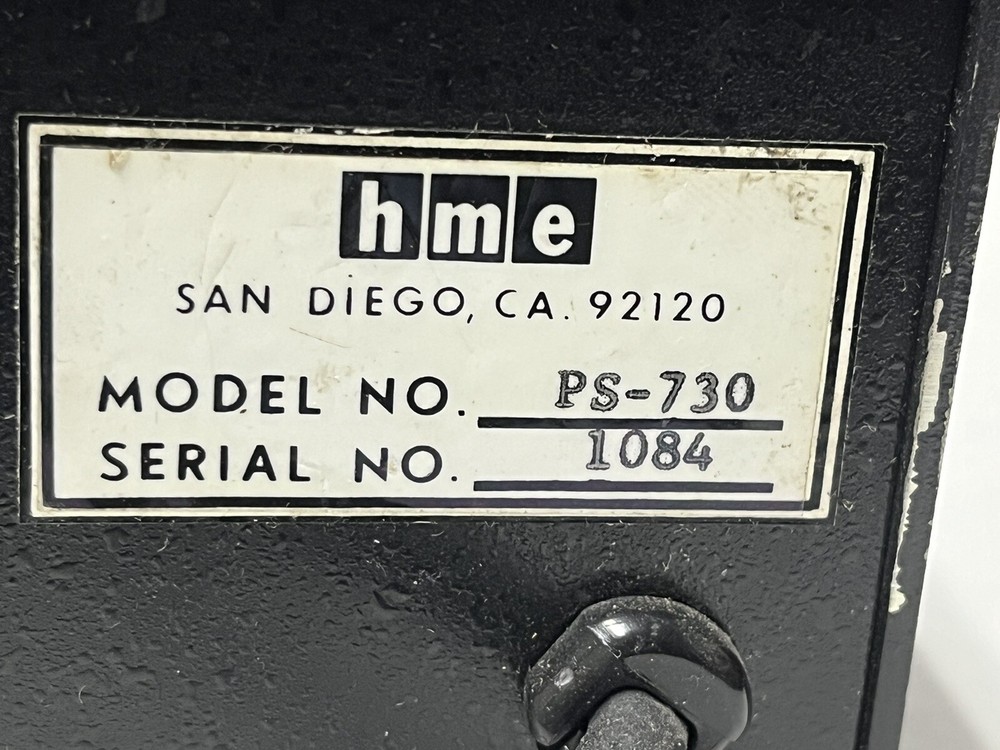 hme
SAN DIEGO, CA. 92120
MODEL NO. PS-730
SERIAL NO. 1084